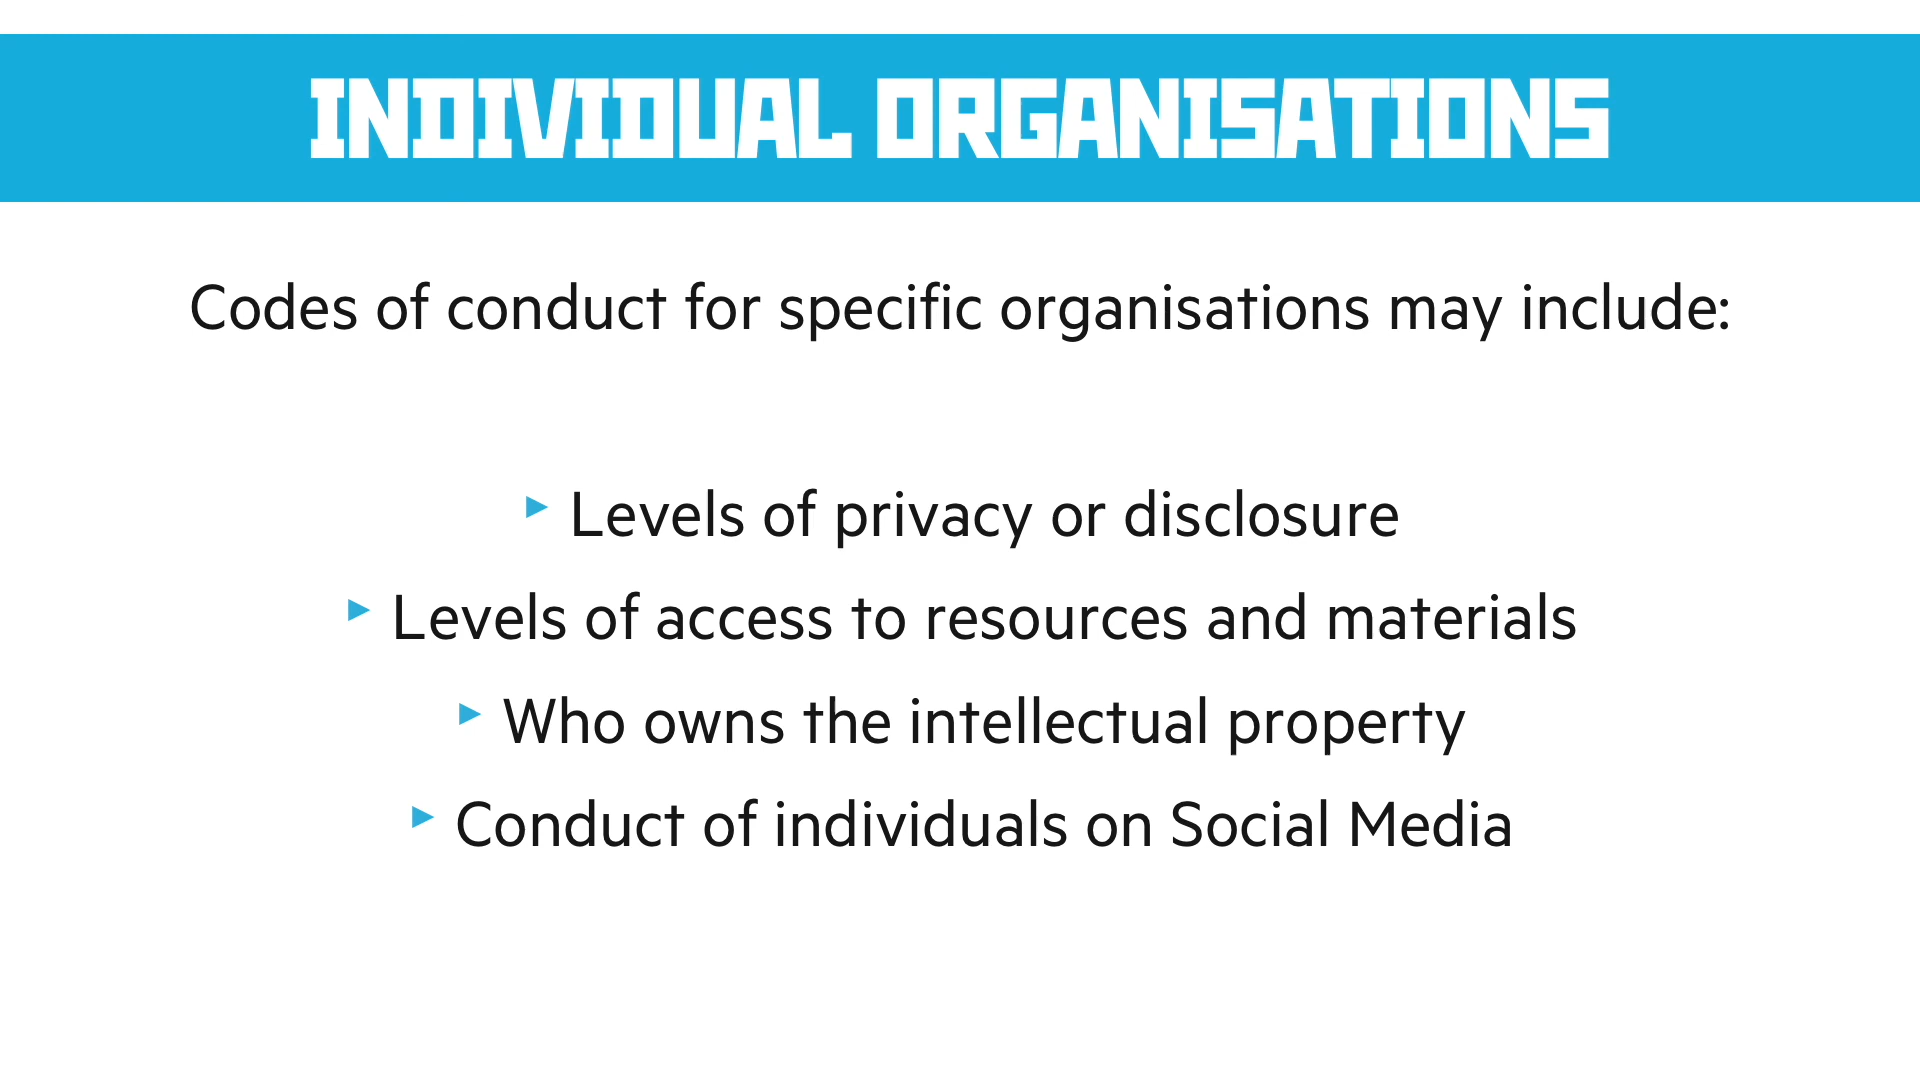 INDIVIDUAL ORGANISATIONS
Codes of conduct for specific organisations may include:
▶ Levels of privacy or disclosure
▶ Levels of access to resources and materials
▶ Who owns the intellectual property
▶ Conduct of individuals on Social Media